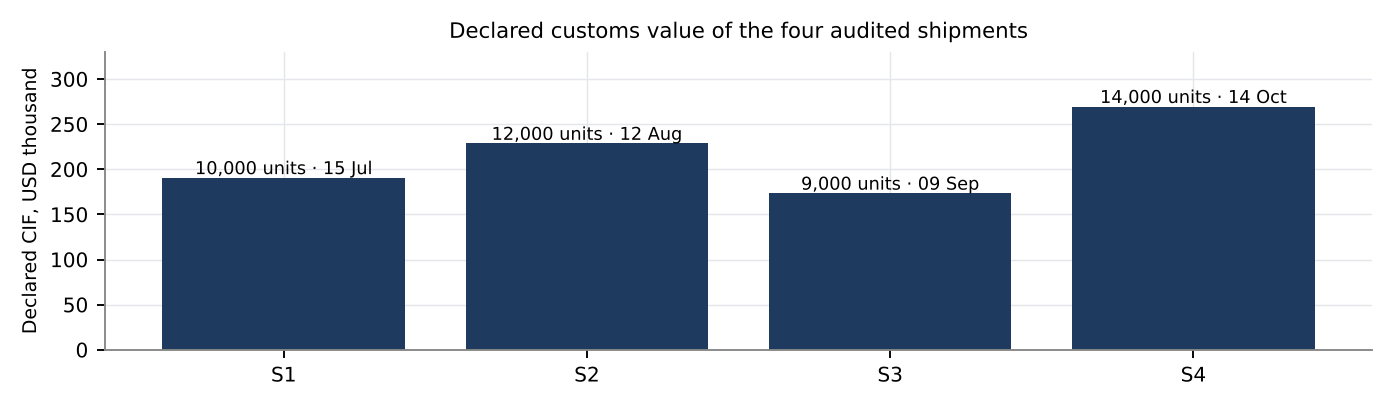 Declared customs value of the four audited shipments
Declared CIF, USD thousand
300
250
200
150
100
50
0
10,000 units · 15 Jul
12,000 units · 12 Aug
9,000 units · 09 Sep
14,000 units · 14 Oct
S1
S2
S3
S4